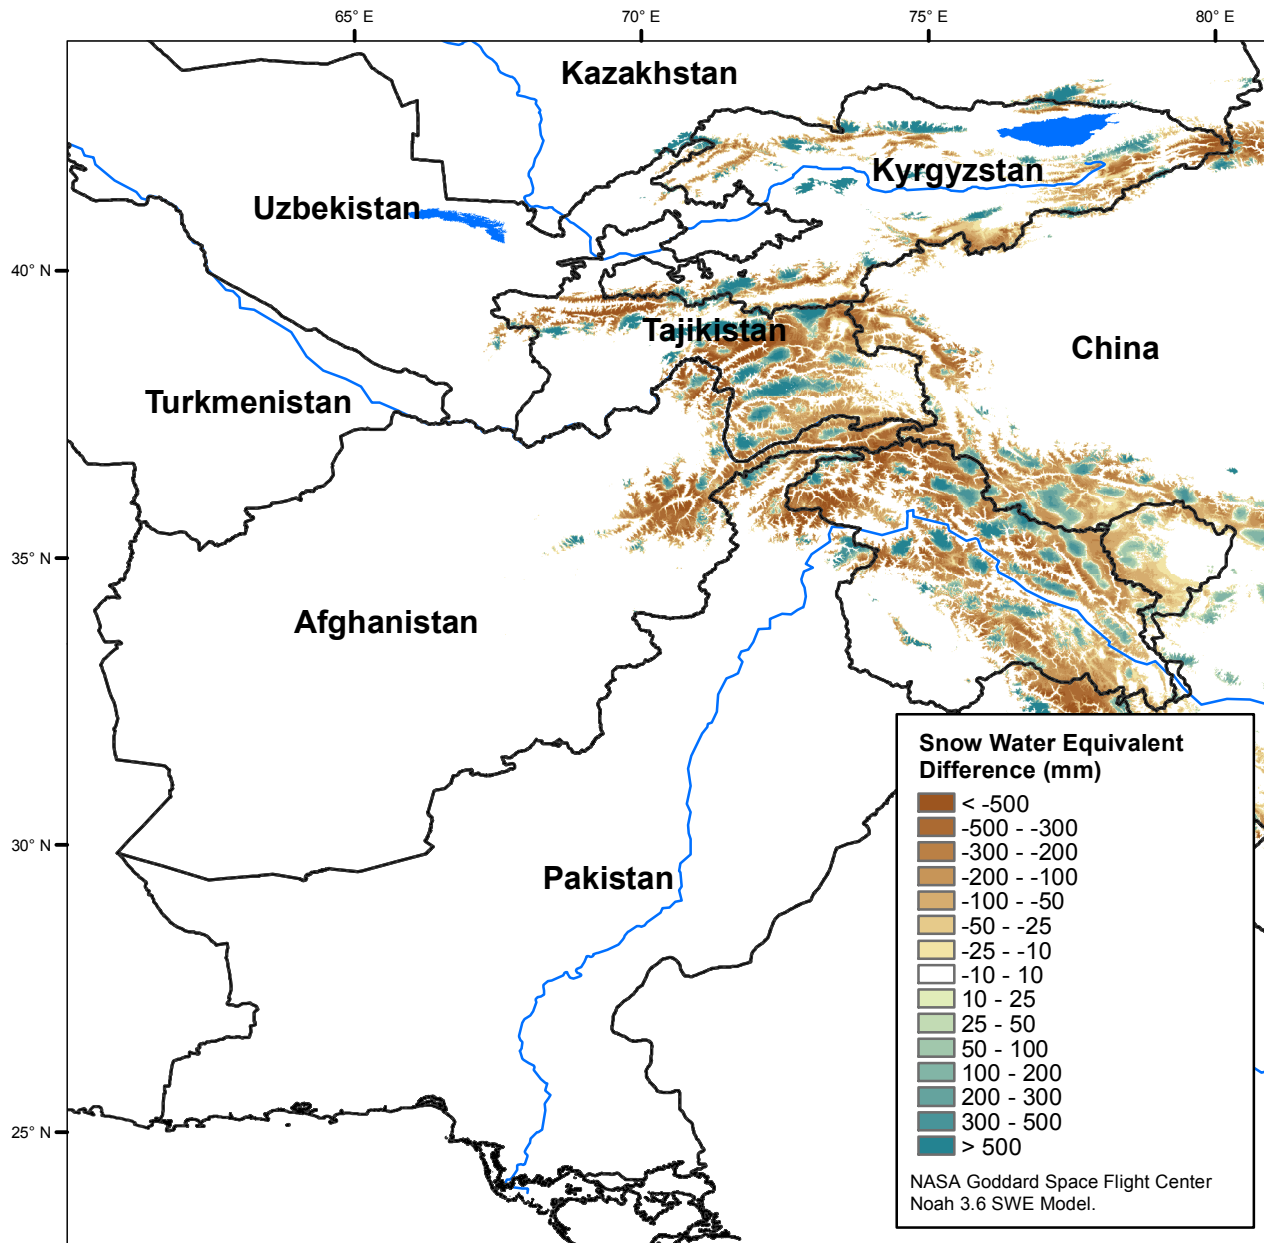 65° E
70° E
75° E
80° E
Kazakhstan
Kyrgyzstan
Uzbekistan
40° N
Tajikistan
China
Turkmenistan
35° N
Afghanistan
Snow Water Equivalent
Difference (mm)
< -500
-500 - -300
-300 - -200
-200 - -100
-100 - -50
-50 - -25
-25 - -10
-10 - 10
10 - 25
25 - 50
50 - 100
100 - 200
200 - 300
300 - 500
> 500
30° N
Pakistan
25° N
NASA Goddard Space Flight Center
Noah 3.6 SWE Model.